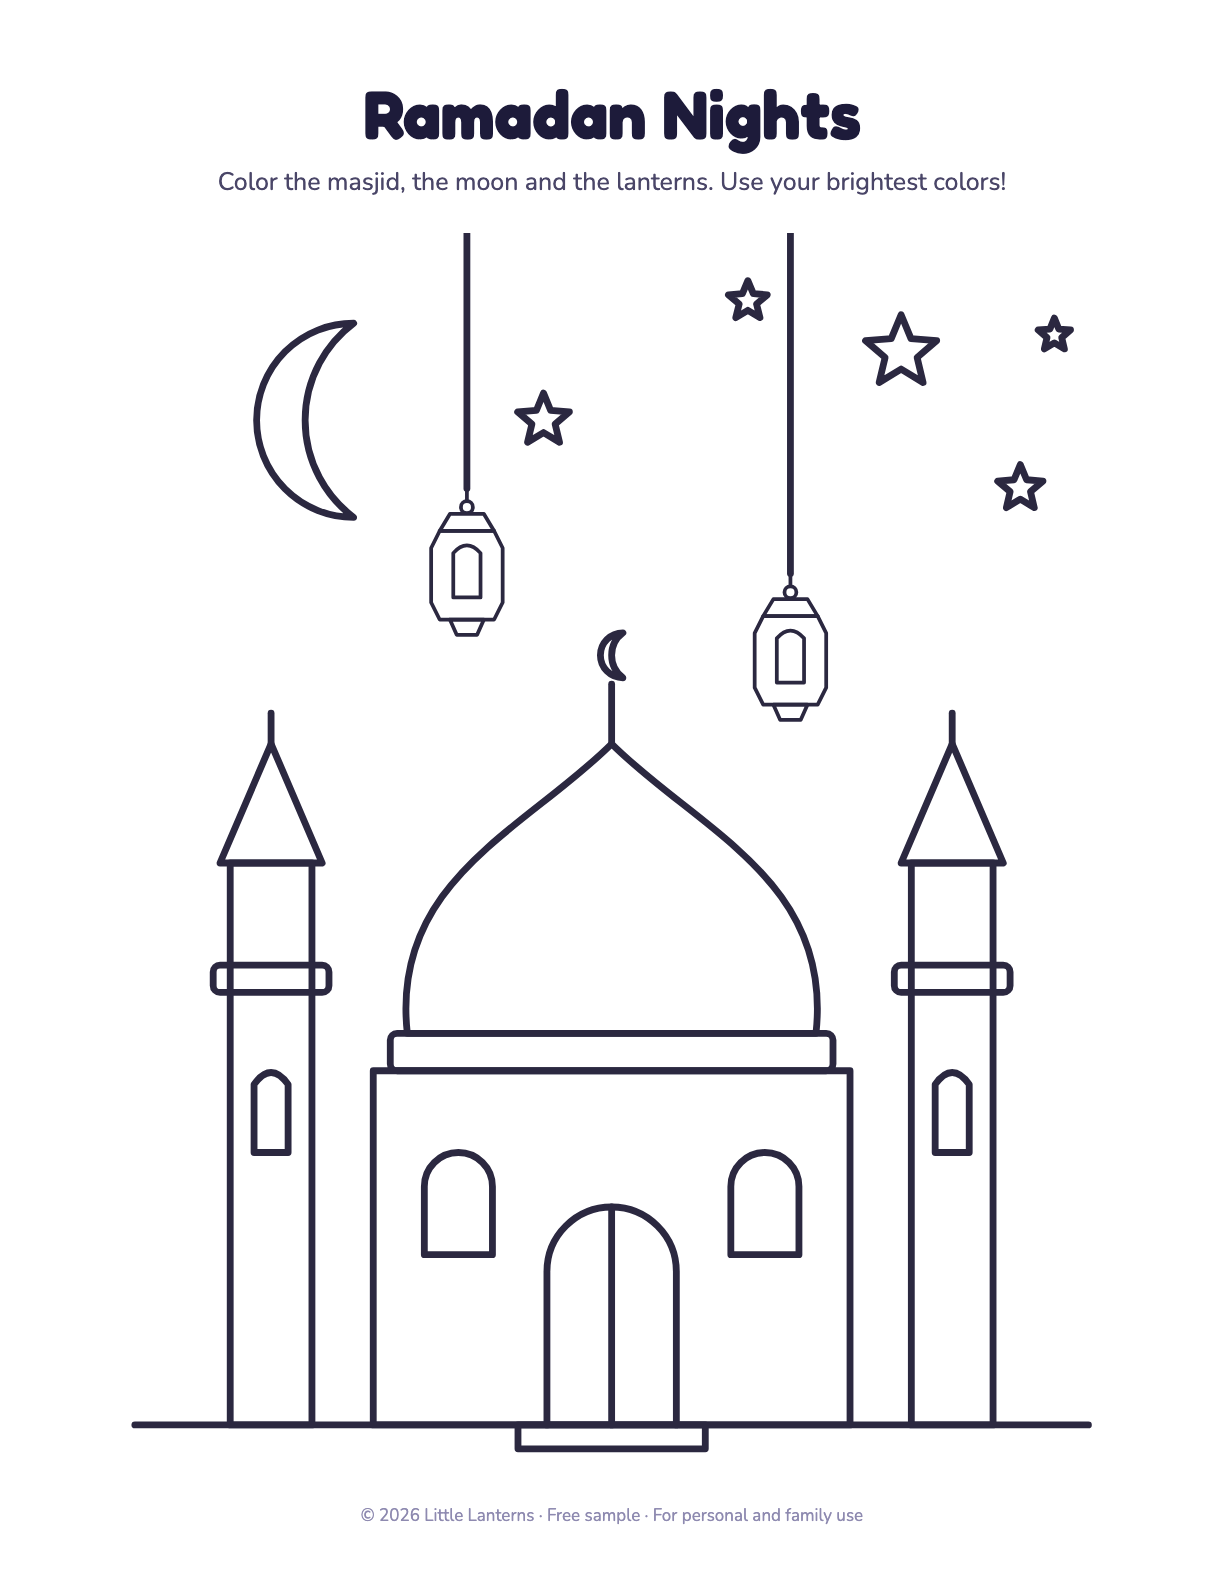 Ramadan Nights
Color the masjid, the moon and the lanterns. Use your brightest colors!
© 2026 Little Lanterns · Free sample · For personal and family use